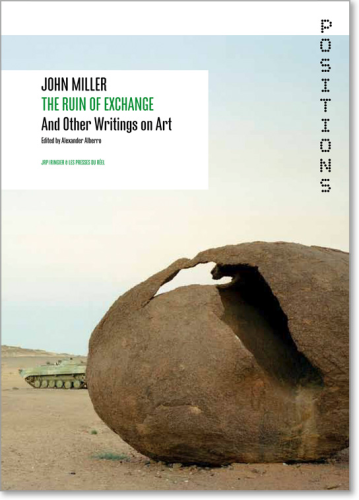 JOHN MILLER
THE RUIN OF EXCHANGE
And Other Writings on Art
Edited by Alexander Alberro
JRP|RINGIER & LES PRESSES DU RÉEL
POSITIONS